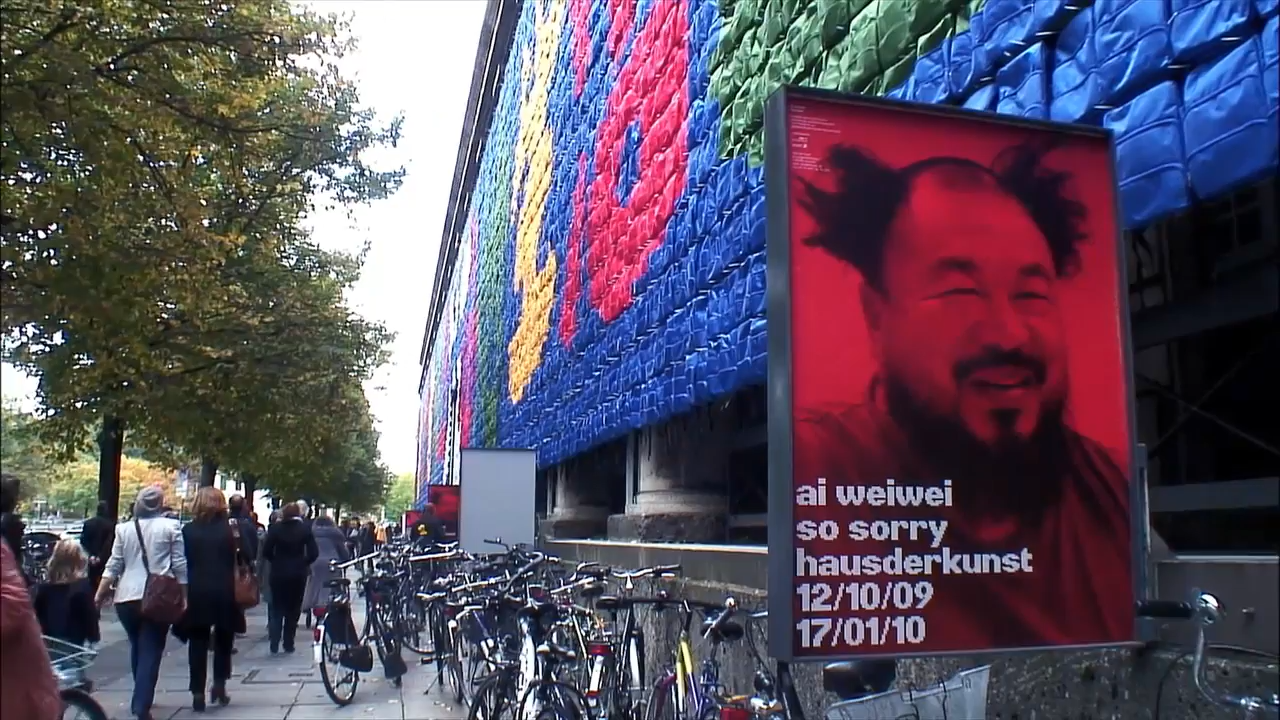 ai weiwei
so sorry
hausderkunst
12/10/09
17/01/10